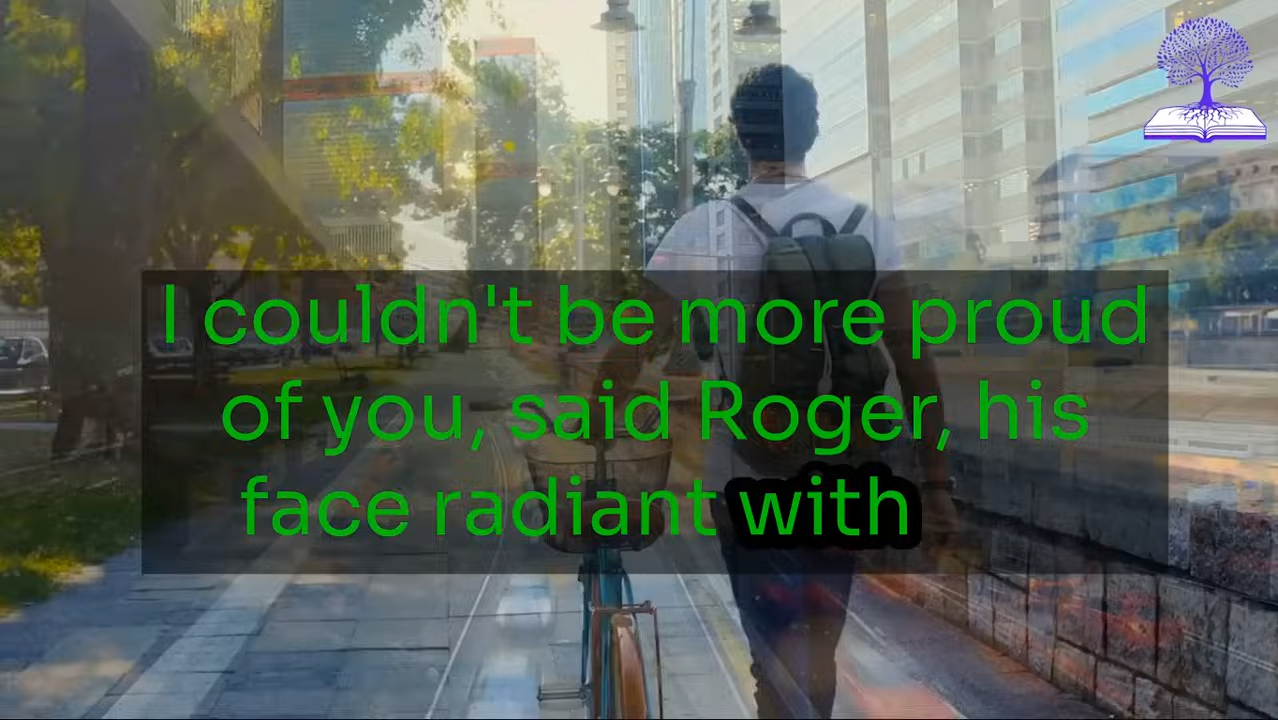 I couldn't be more proud
of you, said Roger, his
face radiant with